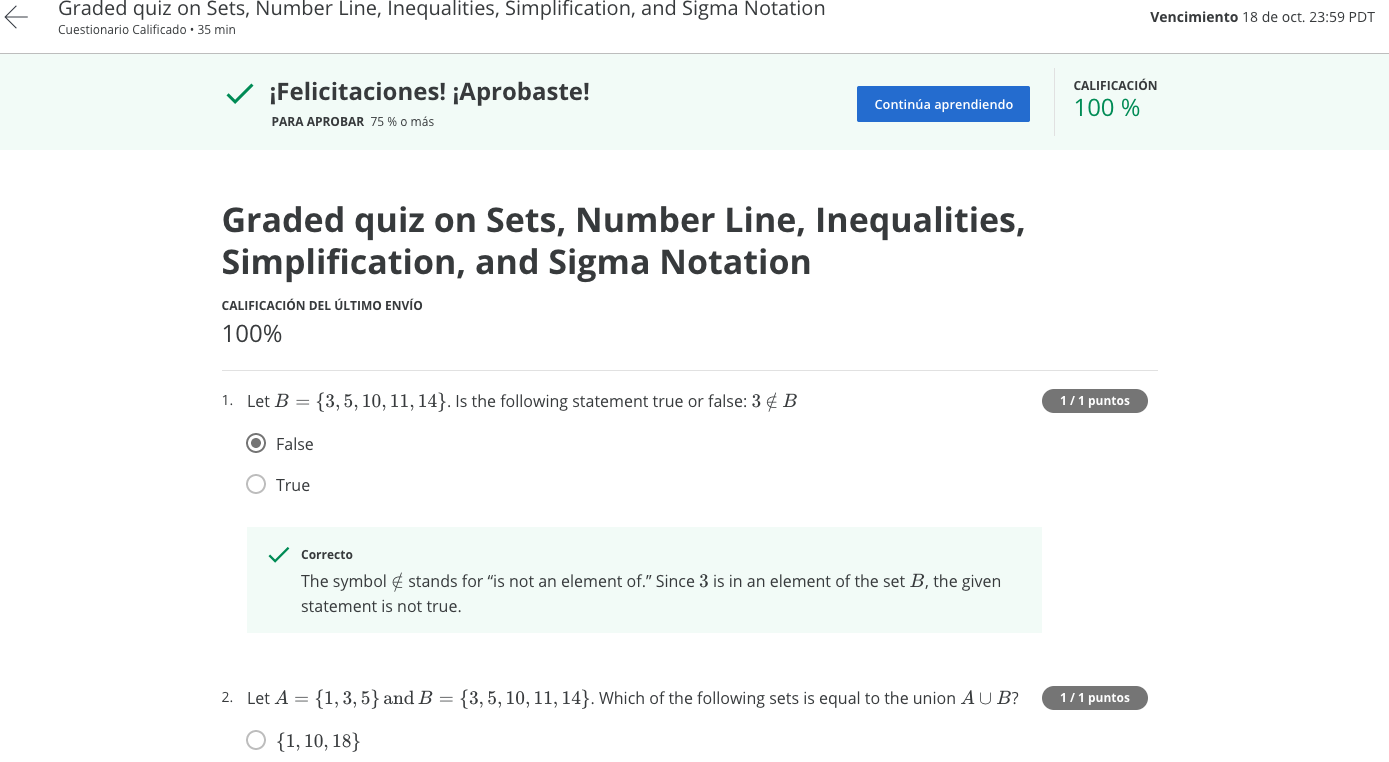 Graded quiz on Sets, Number Line, Inequalities, Simplification, and Sigma Notation
Cuestionario Calificado • 35 min
Vencimiento 18 de oct. 23:59 PDT
¡Felicitaciones! ¡Aprobaste!
PARA APROBAR 75 % o más
Continúa aprendiendo
CALIFICACIÓN
100 %
Graded quiz on Sets, Number Line, Inequalities,
Simplification, and Sigma Notation
CALIFICACIÓN DEL ÚLTIMO ENVÍO
100%
1. Let B = {3, 5, 10, 11, 14}. Is the following statement true or false: 3 ∉ B
1 / 1 puntos
False
True
Correcto
The symbol ∉ stands for “is not an element of.” Since 3 is in an element of the set B, the given
statement is not true.
2. Let A = {1, 3, 5} and B = {3, 5, 10, 11, 14}. Which of the following sets is equal to the union A ∪ B?
1 / 1 puntos
{1, 10, 18}